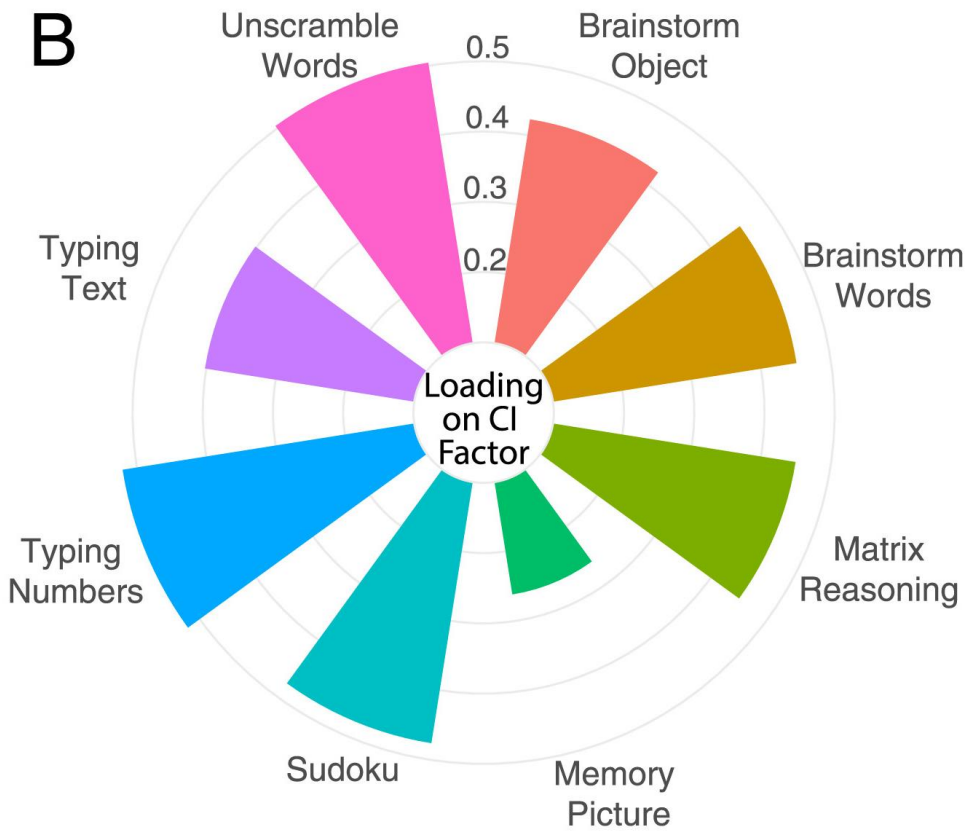 B
Unscramble
Words
Brainstorm
Object
0.5
0.4
0.3
0.2
Typing
Text
Brainstorm
Words
Loading
on CI
Factor
Typing
Numbers
Matrix
Reasoning
Sudoku
Memory
Picture